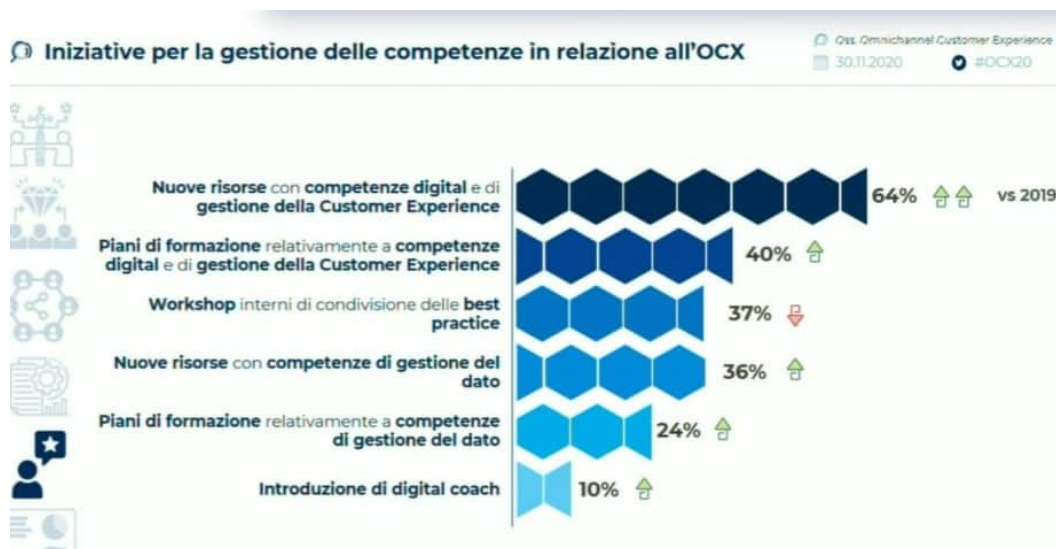 Iniziative per la gestione delle competenze in relazione all'OCX
Oss. Omnichannel Customer Experience
30.11.2020
#OCX20
Nuove risorse con competenze digital e di
gestione della Customer Experience
64%
vs 2019
Piani di formazione relativamente a competenze
digital e di gestione della Customer Experience
40%
Workshop interni di condivisione delle best
practice
37%
Nuove risorse con competenze di gestione del
dato
36%
Piani di formazione relativamente a competenze
di gestione del dato
24%
Introduzione di digital coach
10%